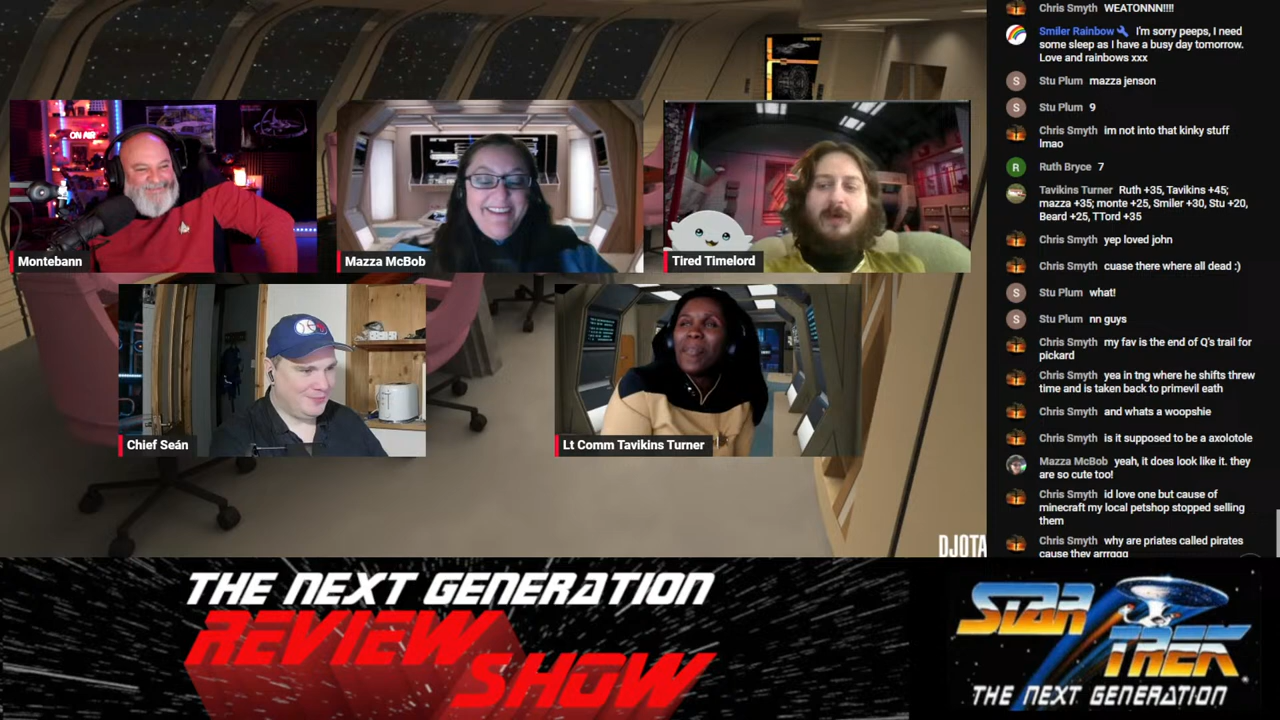 ON AIR
Montebann
Mazza McBob
Tired Timelord
Chief Seán
Lt Comm Tavikins Turner
DJOTA
THE NEXT GENERATION
REVIEW
SHOW
STAR
TREK
THE NEXT GENERATION
Chris Smyth WEATONNN!!!!
Smiler Rainbow I'm sorry peeps, I need
some sleep as I have a busy day tomorrow.
Love and rainbows xxx
S Stu Plum mazza jenson
S Stu Plum 9
Chris Smyth im not into that kinky stuff
lmao
R Ruth Bryce 7
Tavikins Turner Ruth +35, Tavikins +45;
mazza +35; monte +25, Smiler +30, Stu +20,
Beard +25, TTord +35
Chris Smyth yep loved john
Chris Smyth cuase there where all dead :)
S Stu Plum what!
S Stu Plum nn guys
Chris Smyth my fav is the end of Q's trail for
pickard
Chris Smyth yea in tng where he shifts threw
time and is taken back to primevil eath
Chris Smyth and whats a woopshie
Chris Smyth is it supposed to be a axolotole
Mazza McBob yeah, it does look like it. they
are so cute too!
Chris Smyth id love one but cause of
minecraft my local petshop stopped selling
them
Chris Smyth why are priates called pirates
cause they arrrggg